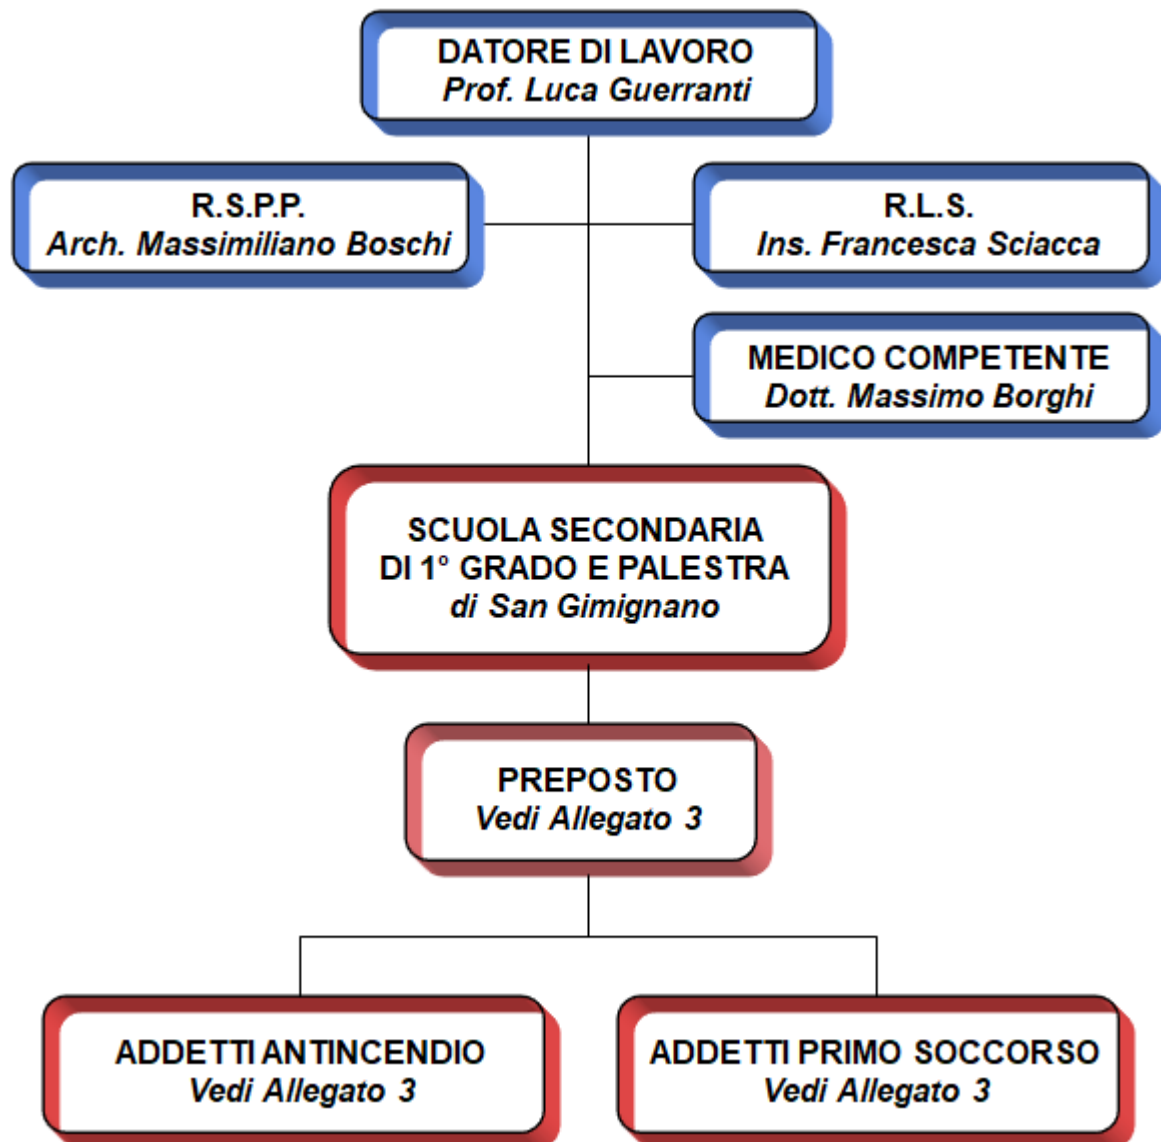 DATORE DI LAVORO
Prof. Luca Guerranti
R.S.P.P.
Arch. Massimiliano Boschi
R.L.S.
Ins. Francesca Sciacca
MEDICO COMPETENTE
Dott. Massimo Borghi
SCUOLA SECONDARIA
DI 1° GRADO E PALESTRA
di San Gimignano
PREPOSTO
Vedi Allegato 3
ADDETTI ANTINCENDIO
Vedi Allegato 3
ADDETTI PRIMO SOCCORSO
Vedi Allegato 3